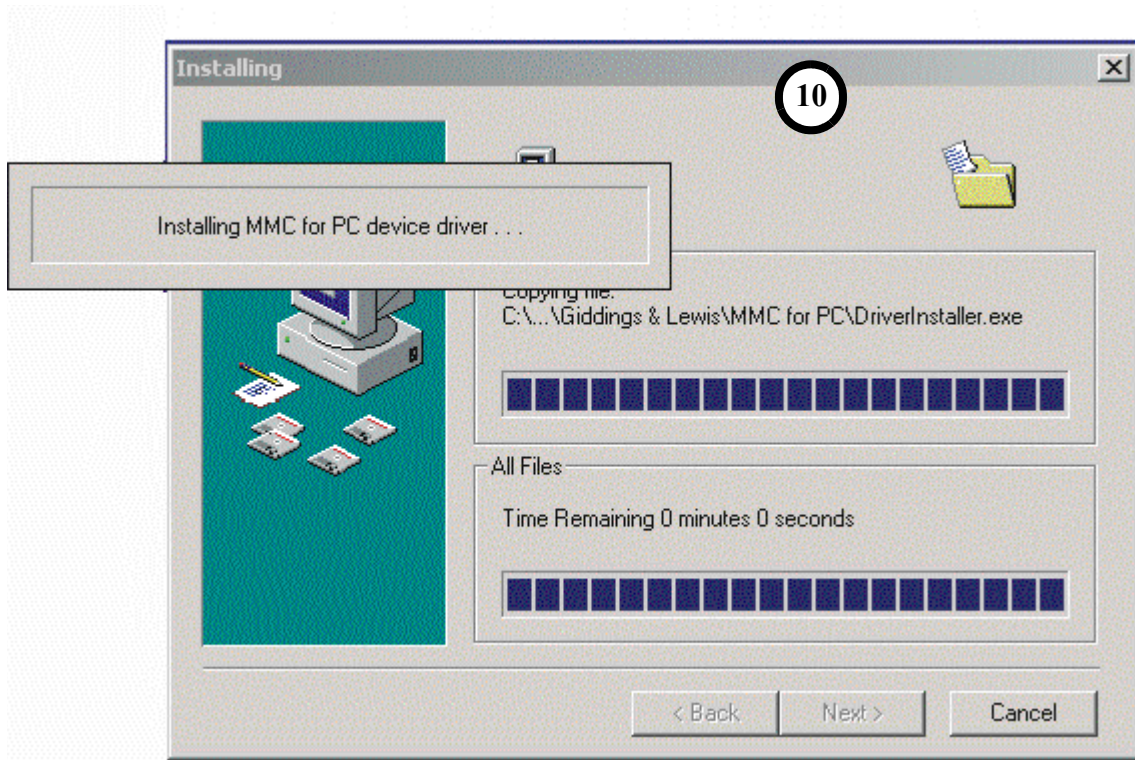 Installing
10
Installing MMC for PC device driver . . .
Copying file:
C:\...\Giddings & Lewis\MMC for PC\DriverInstaller.exe
All Files
Time Remaining 0 minutes 0 seconds
< Back
Next >
Cancel